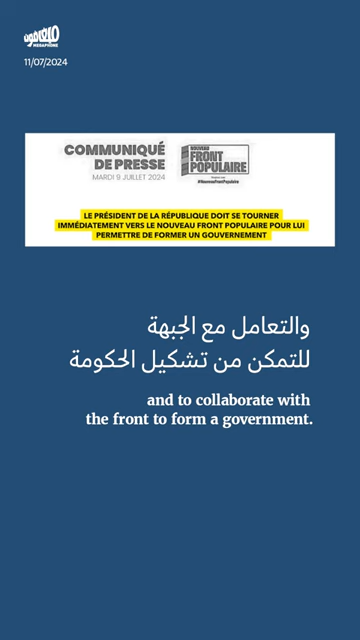 ميغافون
MEGAPHONE
11/07/2024
COMMUNIQUÉ
DE PRESSE
MARDI 9 JUILLET 2024
NOUVEAU
FRONT
POPULAIRE
#NouveauFrontPopulaire
LE PRÉSIDENT DE LA RÉPUBLIQUE DOIT SE TOURNER
IMMÉDIATEMENT VERS LE NOUVEAU FRONT POPULAIRE POUR LUI
PERMETTRE DE FORMER UN GOUVERNEMENT
والتعامل مع الجبهة
للتمكن من تشكيل الحكومة
and to collaborate with
the front to form a government.